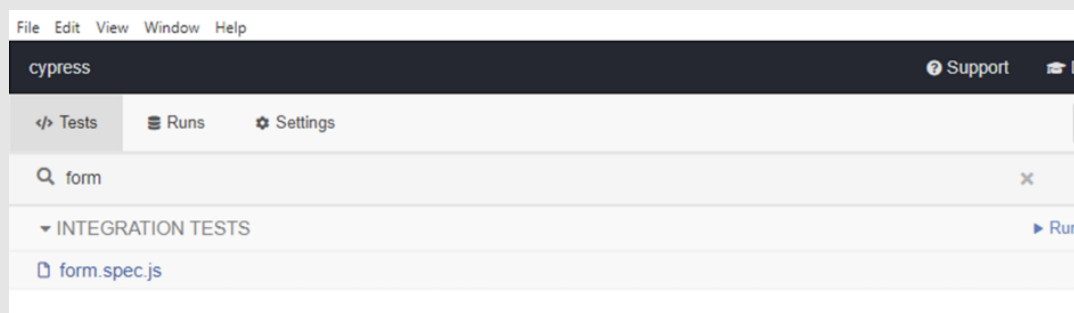 File Edit View Window Help
cypress Support
Tests Runs Settings
form
INTEGRATION TESTS
form.spec.js